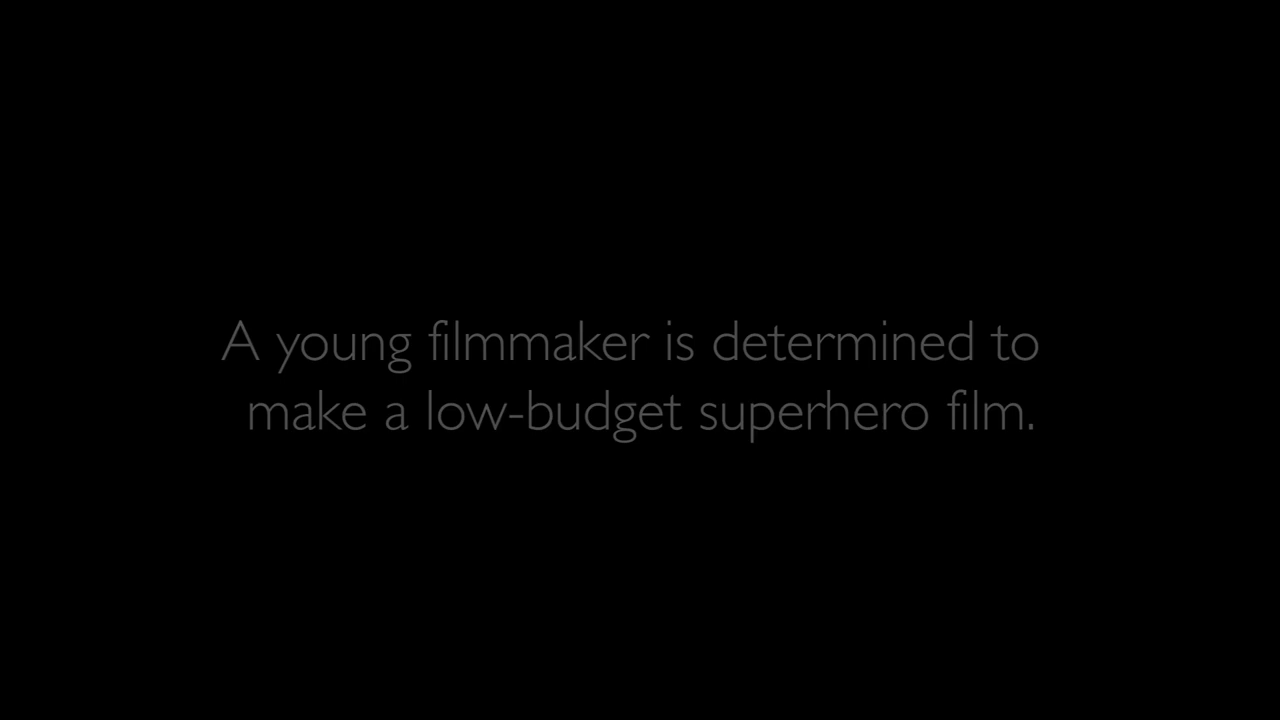 A young filmmaker is determined to
make a low-budget superhero film.